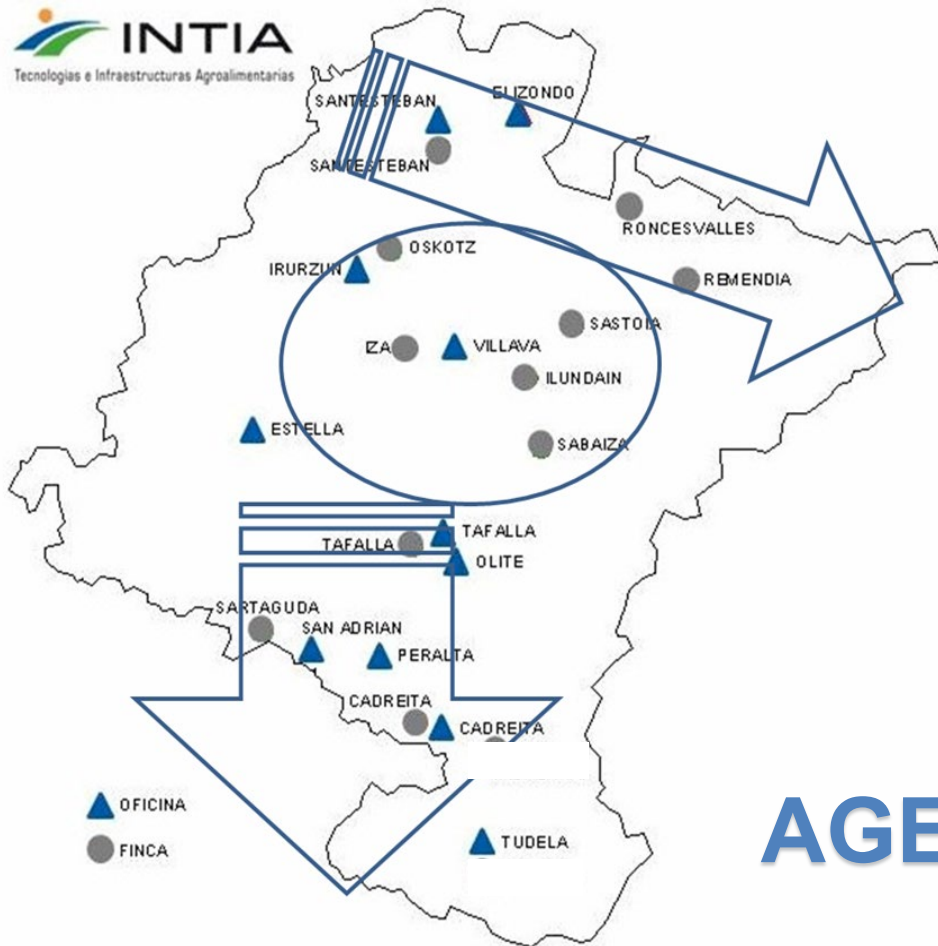 INTIA
Tecnologias e Infraestructuras Agroalimentarias
SANTESTEBAN
ELIZONDO
SANTESTEBAN
RONCESVALLES
OSKOTZ
IRURZUN
REMENDIA
SASTOIA
IZA
VILLAVA
ILUNDAIN
ESTELLA
SABAIZA
TAFALLA
TAFALLA
OLITE
SARTAGUDA
SAN ADRIAN
PERALTA
CADREITA
CADREITA
OFICINA
AGE
TUDELA
FINCA